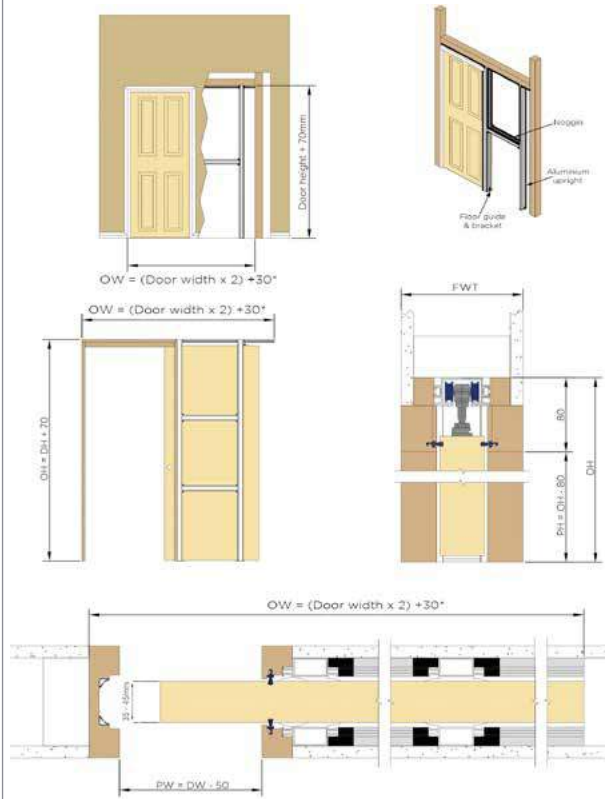 Door height + 70mm
OW = (Door width x 2) +30*
Noggin
Aluminium
upright
Floor guide
& bracket
OW = (Door width x 2) +30*
OH = DH + 70
FWT
80
PH = OH - 80
OH
OW = (Door width x 2) +30*
35 - 45mm
PW = DW - 50